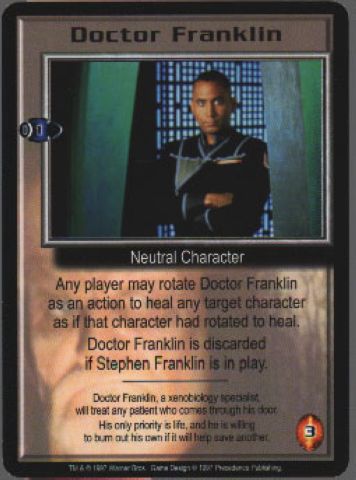 Doctor Franklin
1
Neutral Character
Any player may rotate Doctor Franklin
as an action to heal any target character
as if that character had rotated to heal.
Doctor Franklin is discarded
if Stephen Franklin is in play.
Doctor Franklin, a xenobiology specialist,
will treat any patient who comes through his door.
His only priority is life, and he is willing
to burn out his own if it will help save another.
3
TM & © 1997 Warner Bros. Game Design © 1997 Precedence Publishing.